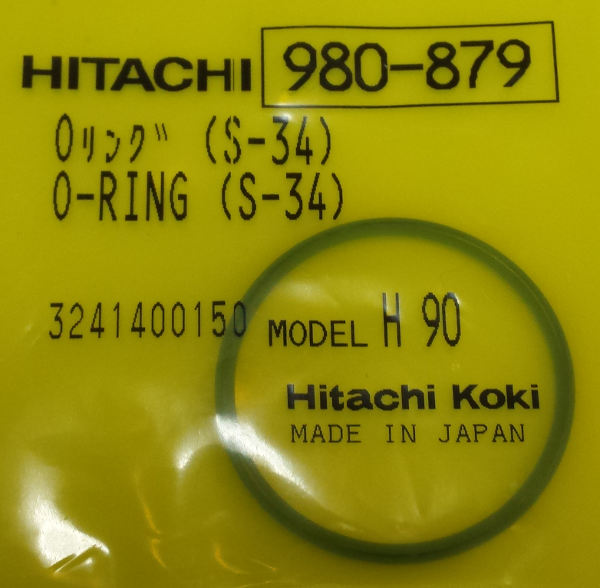 HITACHI 980-879
Oリング (S-34)
O-RING (S-34)
3241400150 MODEL H 90
Hitachi Koki
MADE IN JAPAN